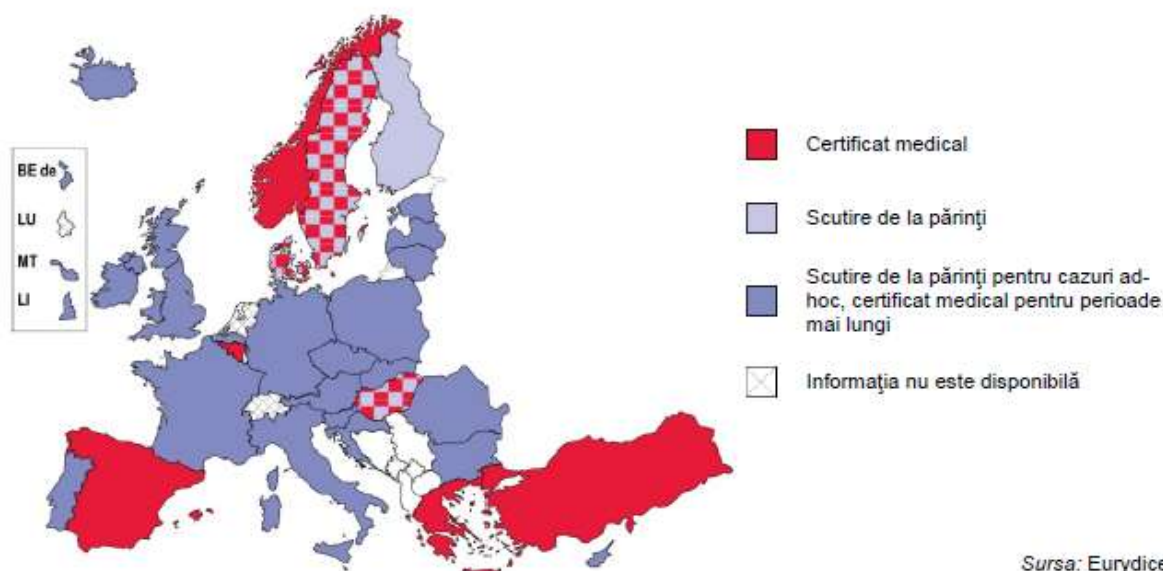 BE de
LU
MT
LI
Certificat medical
Scutire de la părinţi
Scutire de la părinţi pentru cazuri ad-
hoc, certificat medical pentru perioade
mai lungi
Informaţia nu este disponibilă
Sursa: Eurydice